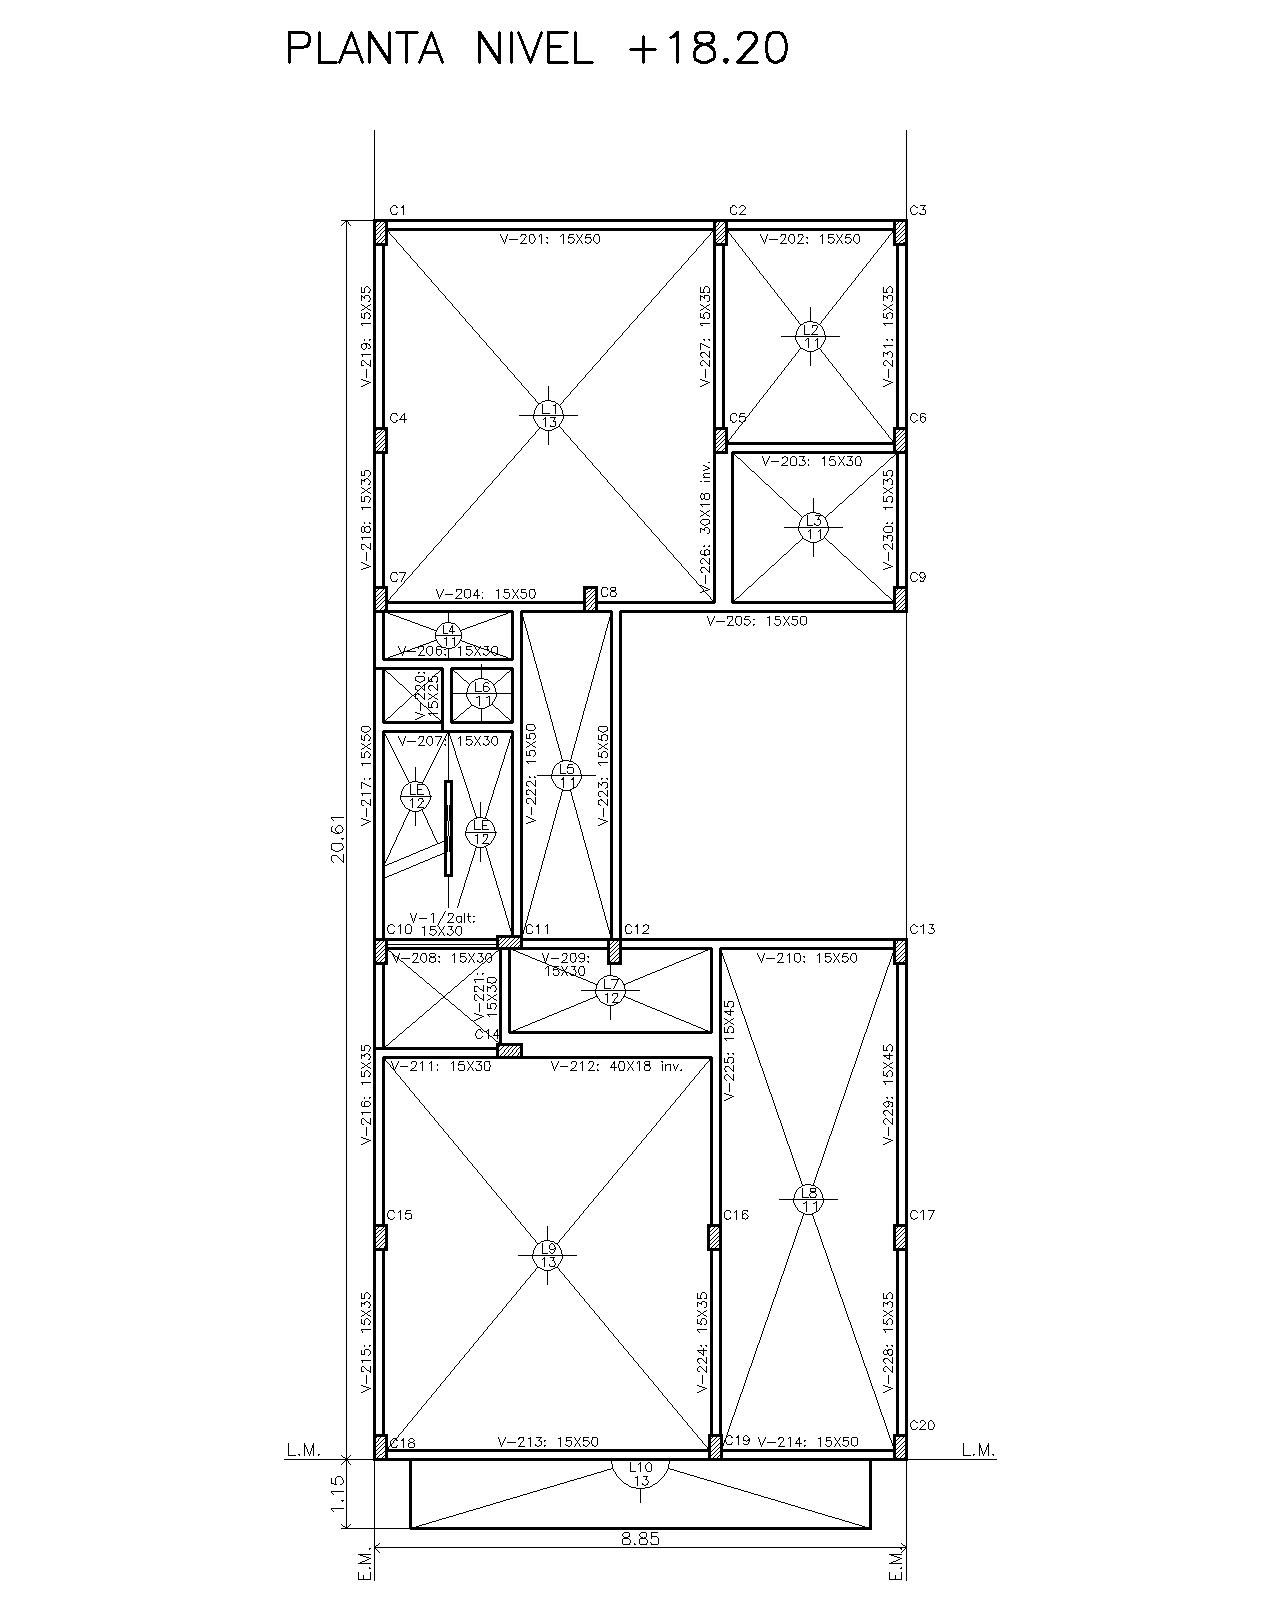 PLANTA NIVEL +18.20
C1
C2
C3
V-201: 15X50
V-202: 15X50
V-219: 15X35
V-227: 15X35
V-231: 15X35
L2
11
L1
13
C4
C5
C6
V-203: 15X30
V-218: 15X35
V-226: 30X18 inv.
V-230: 15X35
L3
11
C7
C8
C9
V-204: 15X50
V-205: 15X50
L4
11
V-206: 15X30
V-220:
15X25
L6
11
V-207: 15X30
V-217: 15X50
V-222: 15X50
V-223: 15X50
L5
11
LE
12
LE
12
20.61
V-1/2alt:
15X30
C10
C11
C12
C13
V-208: 15X30
V-209:
15X30
V-210: 15X50
V-221:
15X30
L7
12
C14
V-211: 15X30
V-212: 40X18 inv.
V-216: 15X35
V-225: 15X45
V-229: 15X45
L8
11
C15
C16
C17
L9
13
V-215: 15X35
V-224: 15X35
V-228: 15X35
C18
V-213: 15X50
C19
V-214: 15X50
C20
L.M.
L.M.
L10
13
1.15
8.85
E.M.
E.M.